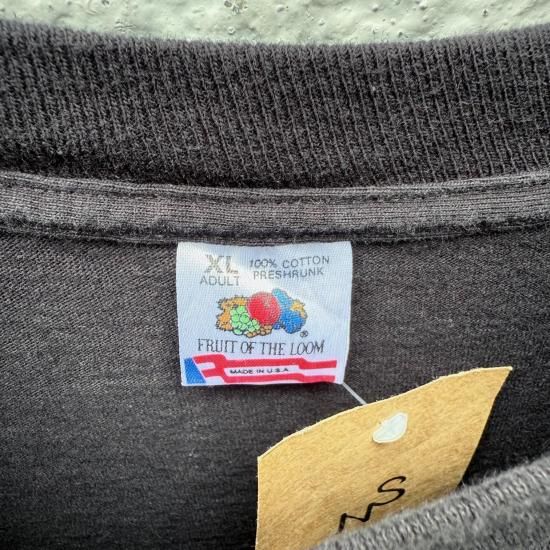 XL 100% COTTON
ADULT PRESHRUNK
®
FRUIT OF THE LOOM
MADE IN U.S.A